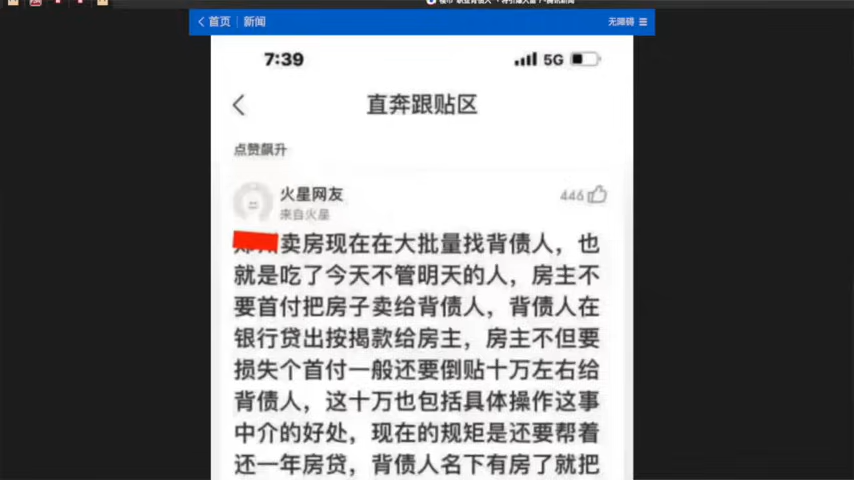 首页 新闻
无障碍
7:39
5G
直奔跟贴区
点赞飙升
火星网友
446
来自火星
卖房现在在大批量找背债人，也
就是吃了今天不管明天的人，房主不
要首付把房子卖给背债人，背债人在
银行贷出按揭款给房主，房主不但要
损失个首付一般还要倒贴十万左右给
背债人，这十万也包括具体操作这事
中介的好处，现在的规矩是还要帮着
还一年房贷，背债人名下有房了就把